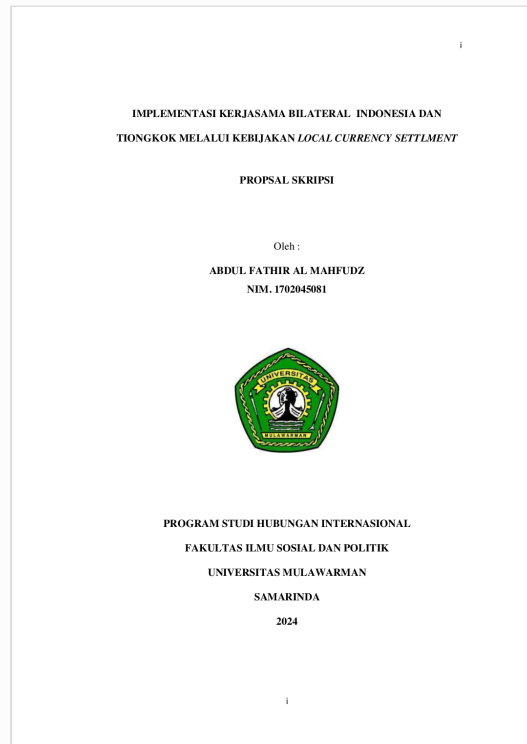 i
IMPLEMENTASI KERJASAMA BILATERAL INDONESIA DAN
TIONGKOK MELALUI KEBIJAKAN LOCAL CURRENCY SETTLMENT
PROPSAL SKRIPSI
Oleh :
ABDUL FATHIR AL MAHFUDZ
NIM. 1702045081
UNIVERSITAS
MULAWARMAN
PROGRAM STUDI HUBUNGAN INTERNASIONAL
FAKULTAS ILMU SOSIAL DAN POLITIK
UNIVERSITAS MULAWARMAN
SAMARINDA
2024
i